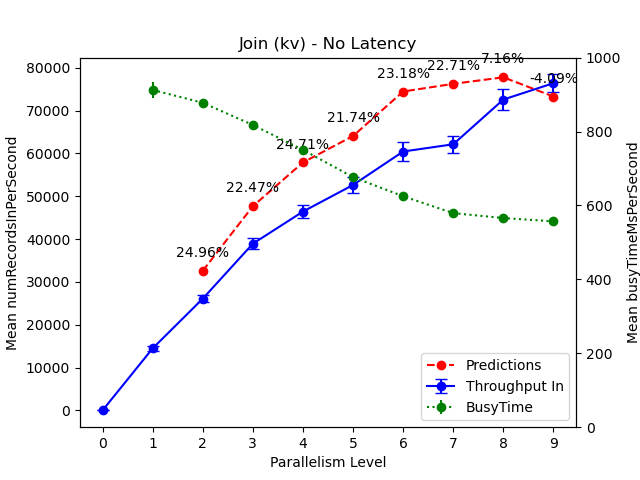 Join (kv) - No Latency
Mean numRecordsInPerSecond
80000
70000
60000
50000
40000
30000
20000
10000
0
24.96%
22.47%
24.71%
21.74%
23.18%
22.71%
7.16%
-4.09%
1000
800
600
400
200
0
Mean busyTimeMsPerSecond
Predictions
Throughput In
BusyTime
0 1 2 3 4 5 6 7 8 9
Parallelism Level